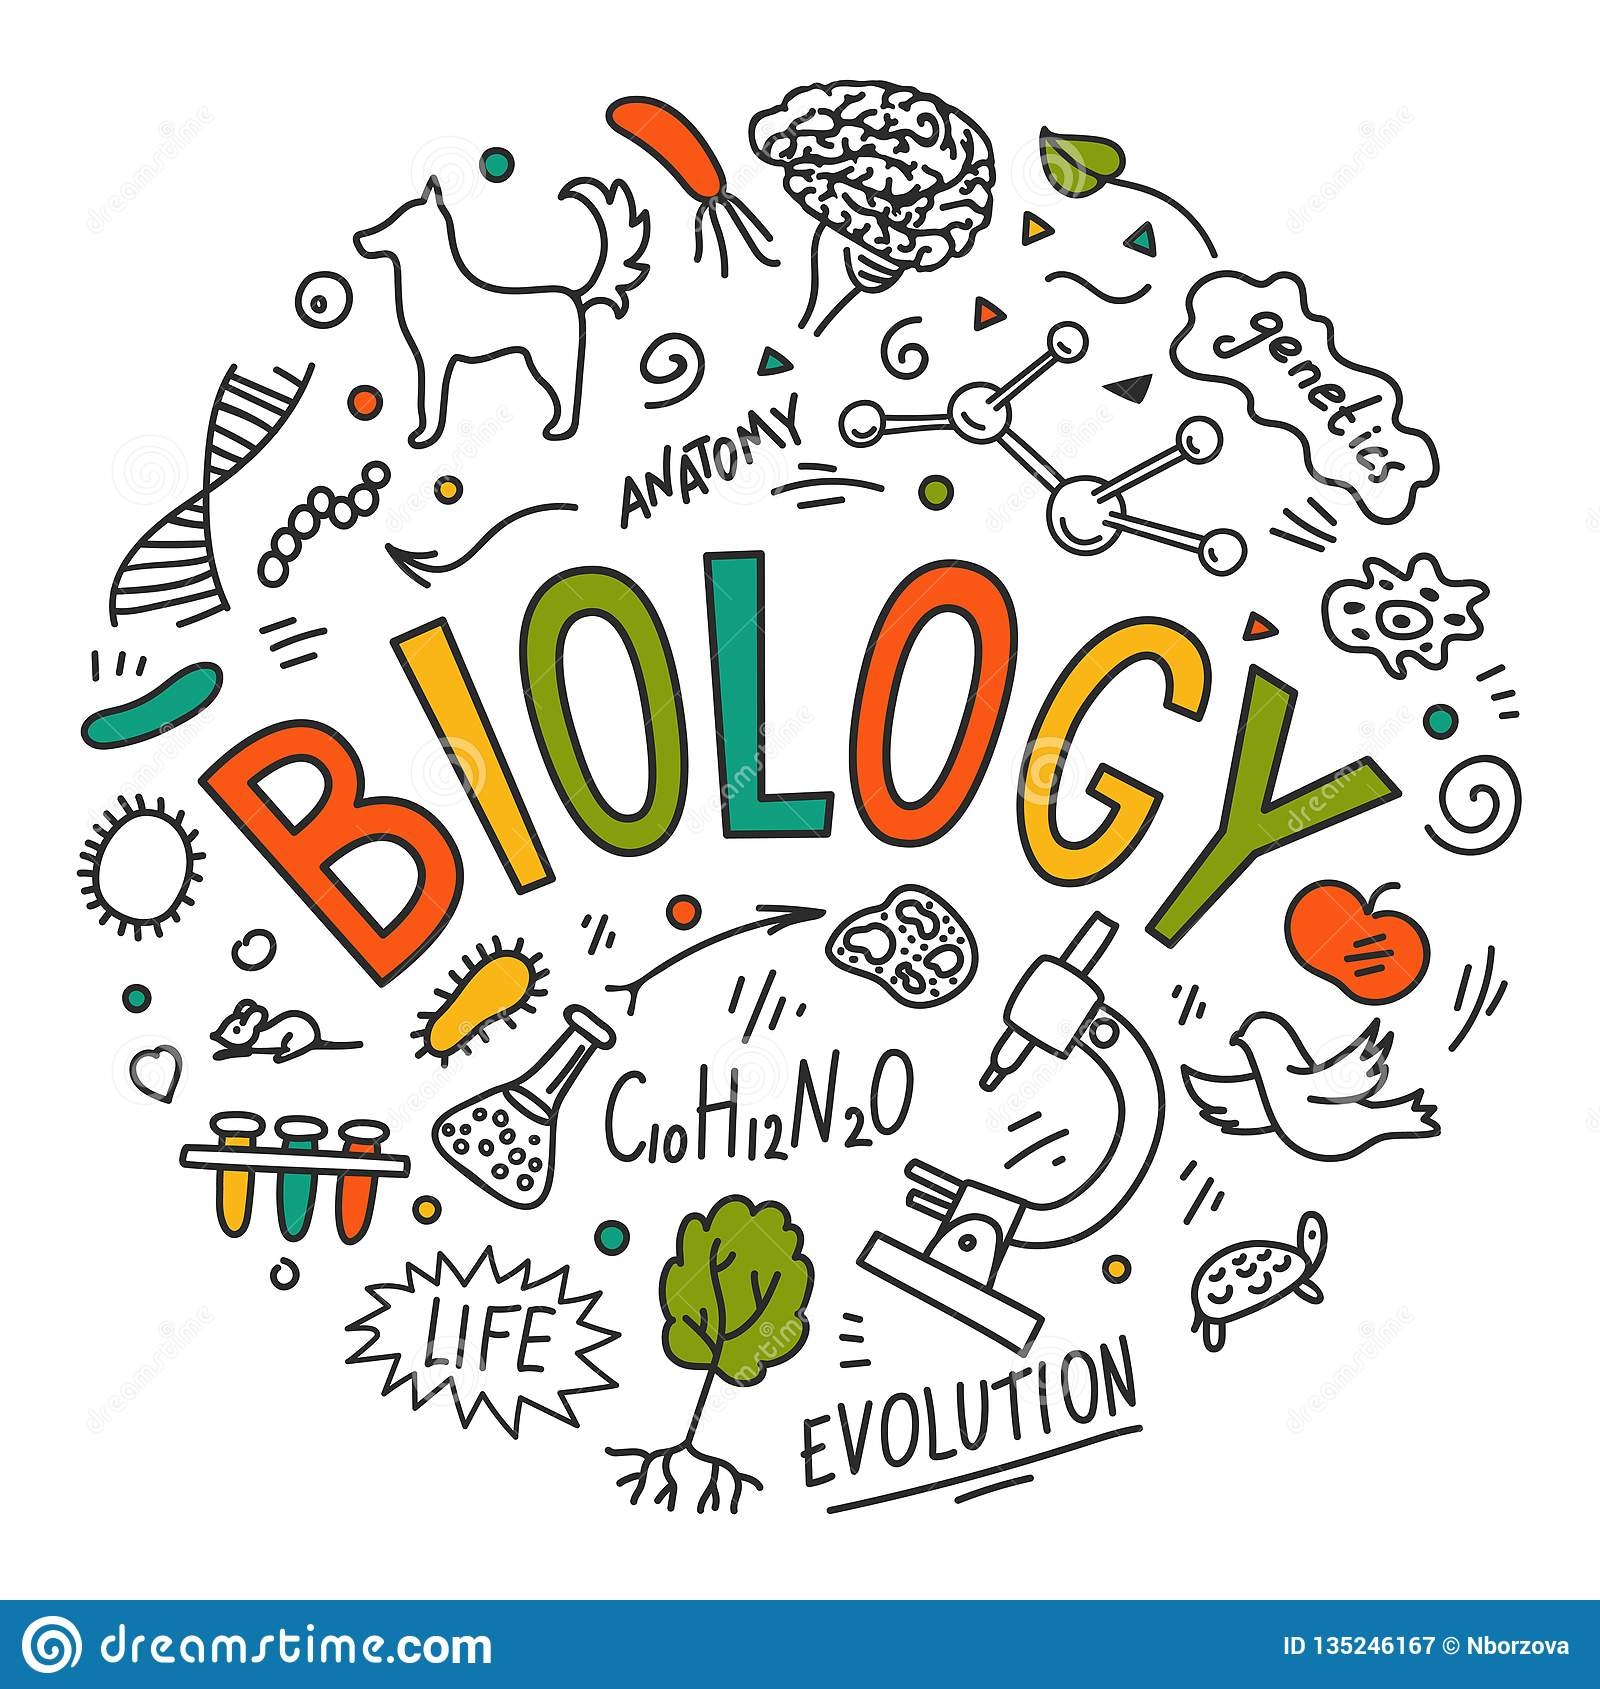 genetics
ANATOMY
BIOLOGY
C₁₀H₁₂N₂O
LIFE
EVOLUTION
dreamstime.com
ID 135246167 © Nborzova